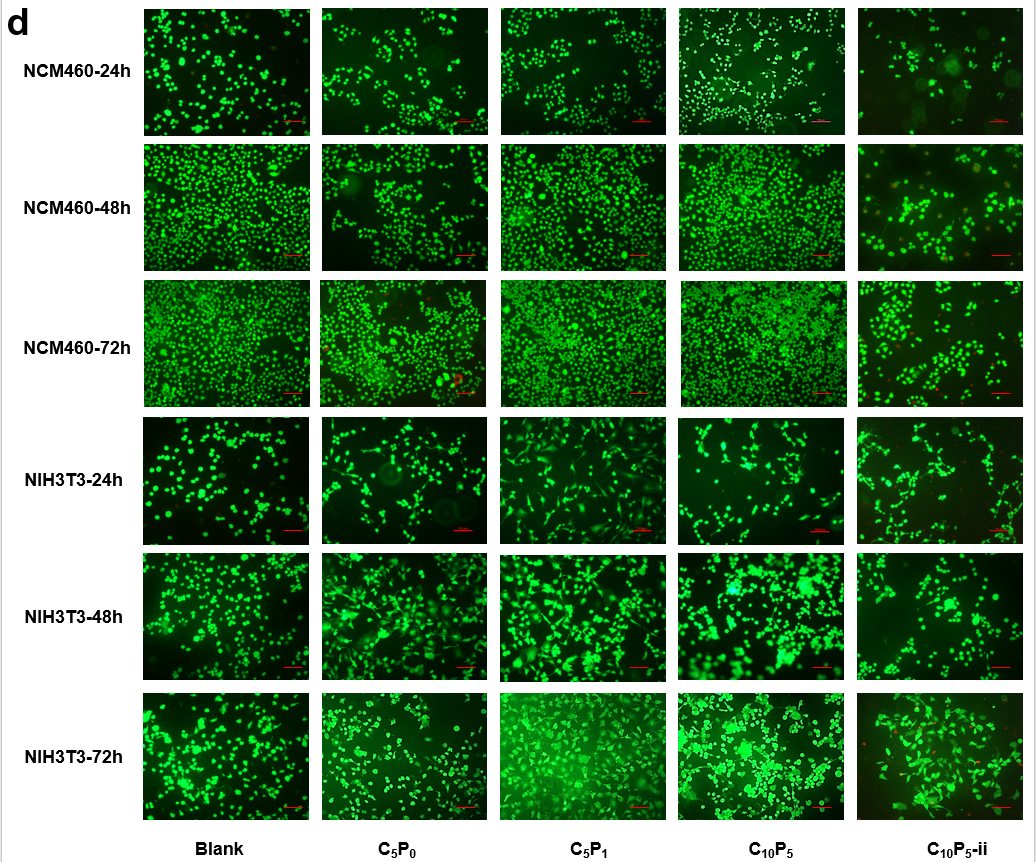 d
NCM460-24h
NCM460-48h
NCM460-72h
NIH3T3-24h
NIH3T3-48h
NIH3T3-72h
Blank C₅P₀ C₅P₁ C₁₀P₅ C₁₀P₅-ii